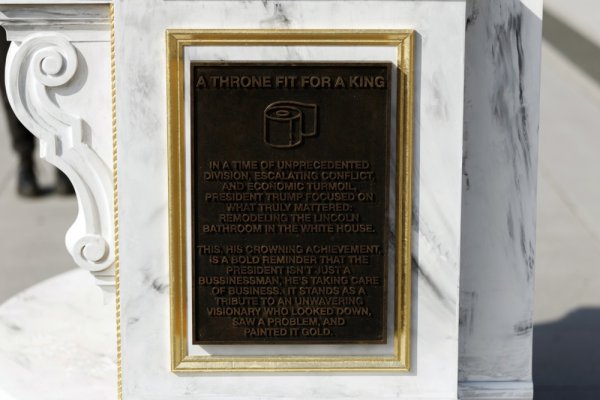 A THRONE FIT FOR A KING
IN A TIME OF UNPRECEDENTED
DIVISION, ESCALATING CONFLICT,
AND ECONOMIC TURMOIL,
PRESIDENT TRUMP FOCUSED ON
WHAT TRULY MATTERED:
REMODELING THE LINCOLN
BATHROOM IN THE WHITE HOUSE.
THIS, HIS CROWNING ACHIEVEMENT,
IS A BOLD REMINDER THAT THE
PRESIDENT ISN'T JUST A
BUSSINESSMAN, HE'S TAKING CARE
OF BUSINESS. IT STANDS AS A
TRIBUTE TO AN UNWAVERING
VISIONARY WHO LOOKED DOWN,
SAW A PROBLEM, AND
PAINTED IT GOLD.